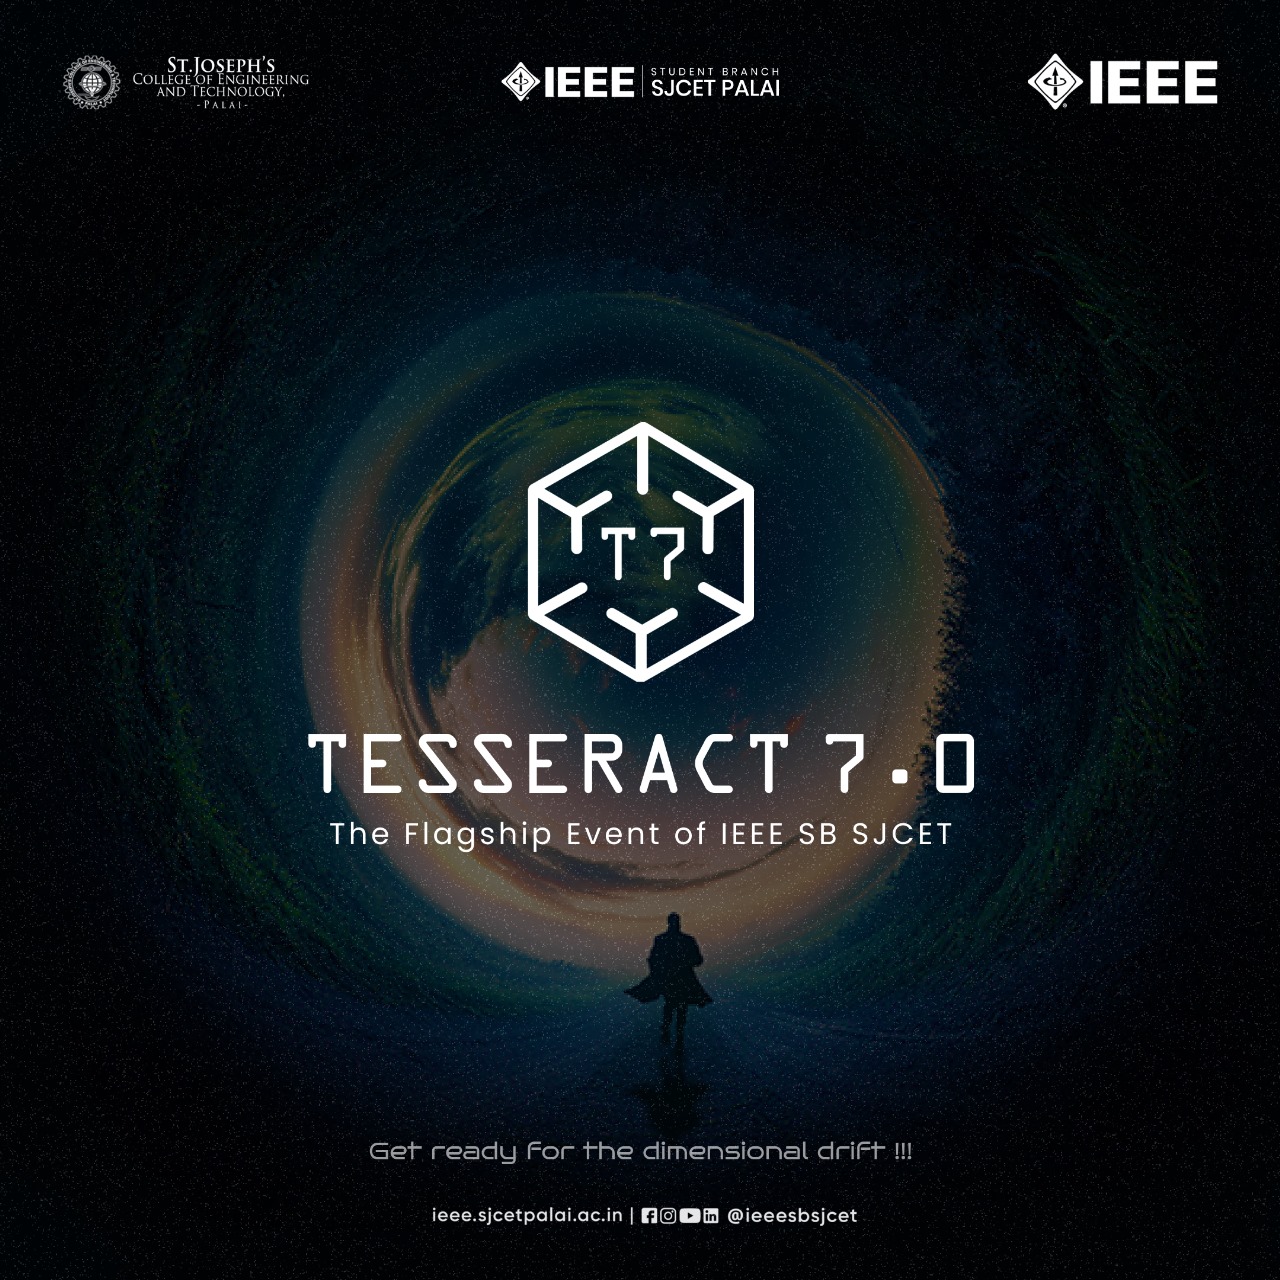 ST.JOSEPH'S
COLLEGE OF ENGINEERING
AND TECHNOLOGY,
-PALAI-
IEEE
STUDENT BRANCH
SJCET PALAI
IEEE
T7
TESSERACT 7.0
The Flagship Event of IEEE SB SJCET
Get ready for the dimensional drift !!!
ieee.sjcetpalai.ac.in | @ieeesbsjcet